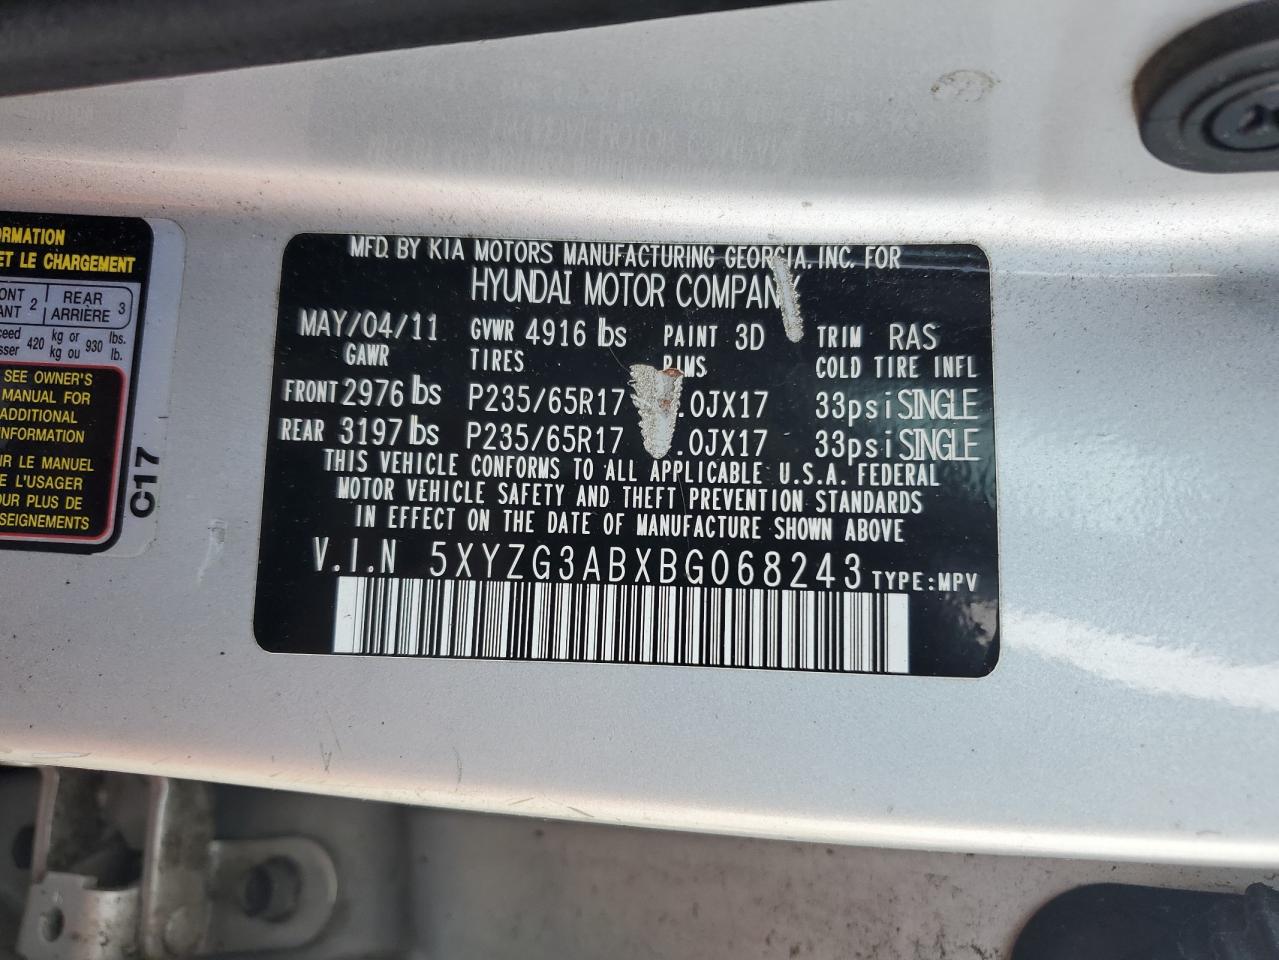 ORMATION
ET LE CHARGEMENT
2 REAR 3
ARRIÈRE
420 kg or 930 lbs.
kg ou lb.
SEE OWNER'S
MANUAL FOR
ADDITIONAL
INFORMATION
LE MANUEL
L'USAGER
PLUS DE
SEIGNEMENTS
C17
MFD. BY KIA MOTORS MANUFACTURING GEORGIA, INC. FOR
HYUNDAI MOTOR COMPANY
MAY/04/11 GVWR 4916 lbs PAINT 3D TRIM RAS
GAWR TIRES RIMS COLD TIRE INFL
FRONT 2976 lbs P235/65R17 .0JX17 33psi SINGLE
REAR 3197 lbs P235/65R17 .0JX17 33psi SINGLE
THIS VEHICLE CONFORMS TO ALL APPLICABLE U.S.A. FEDERAL
MOTOR VEHICLE SAFETY AND THEFT PREVENTION STANDARDS
IN EFFECT ON THE DATE OF MANUFACTURE SHOWN ABOVE
V.I.N 5XYZG3ABXBG068243 TYPE:MPV